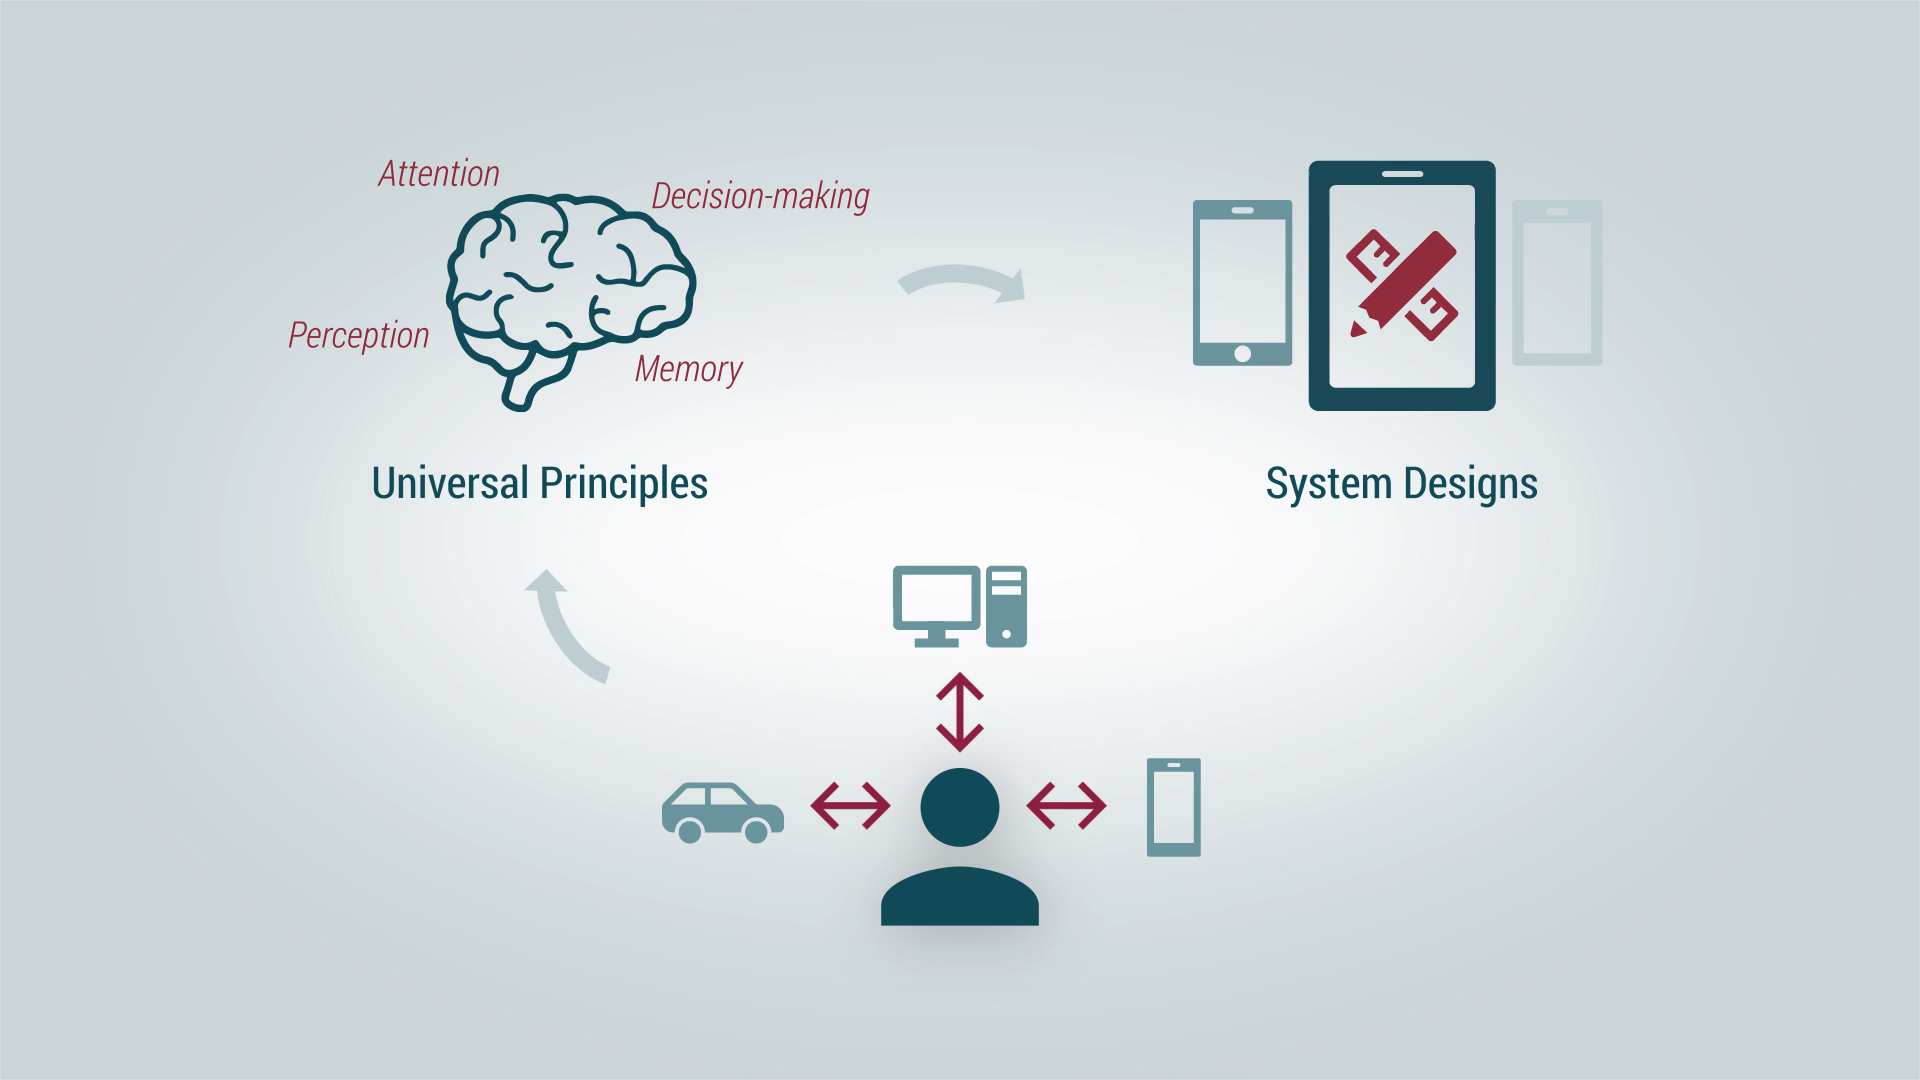 Attention
Decision-making
Perception
Memory
Universal Principles
System Designs